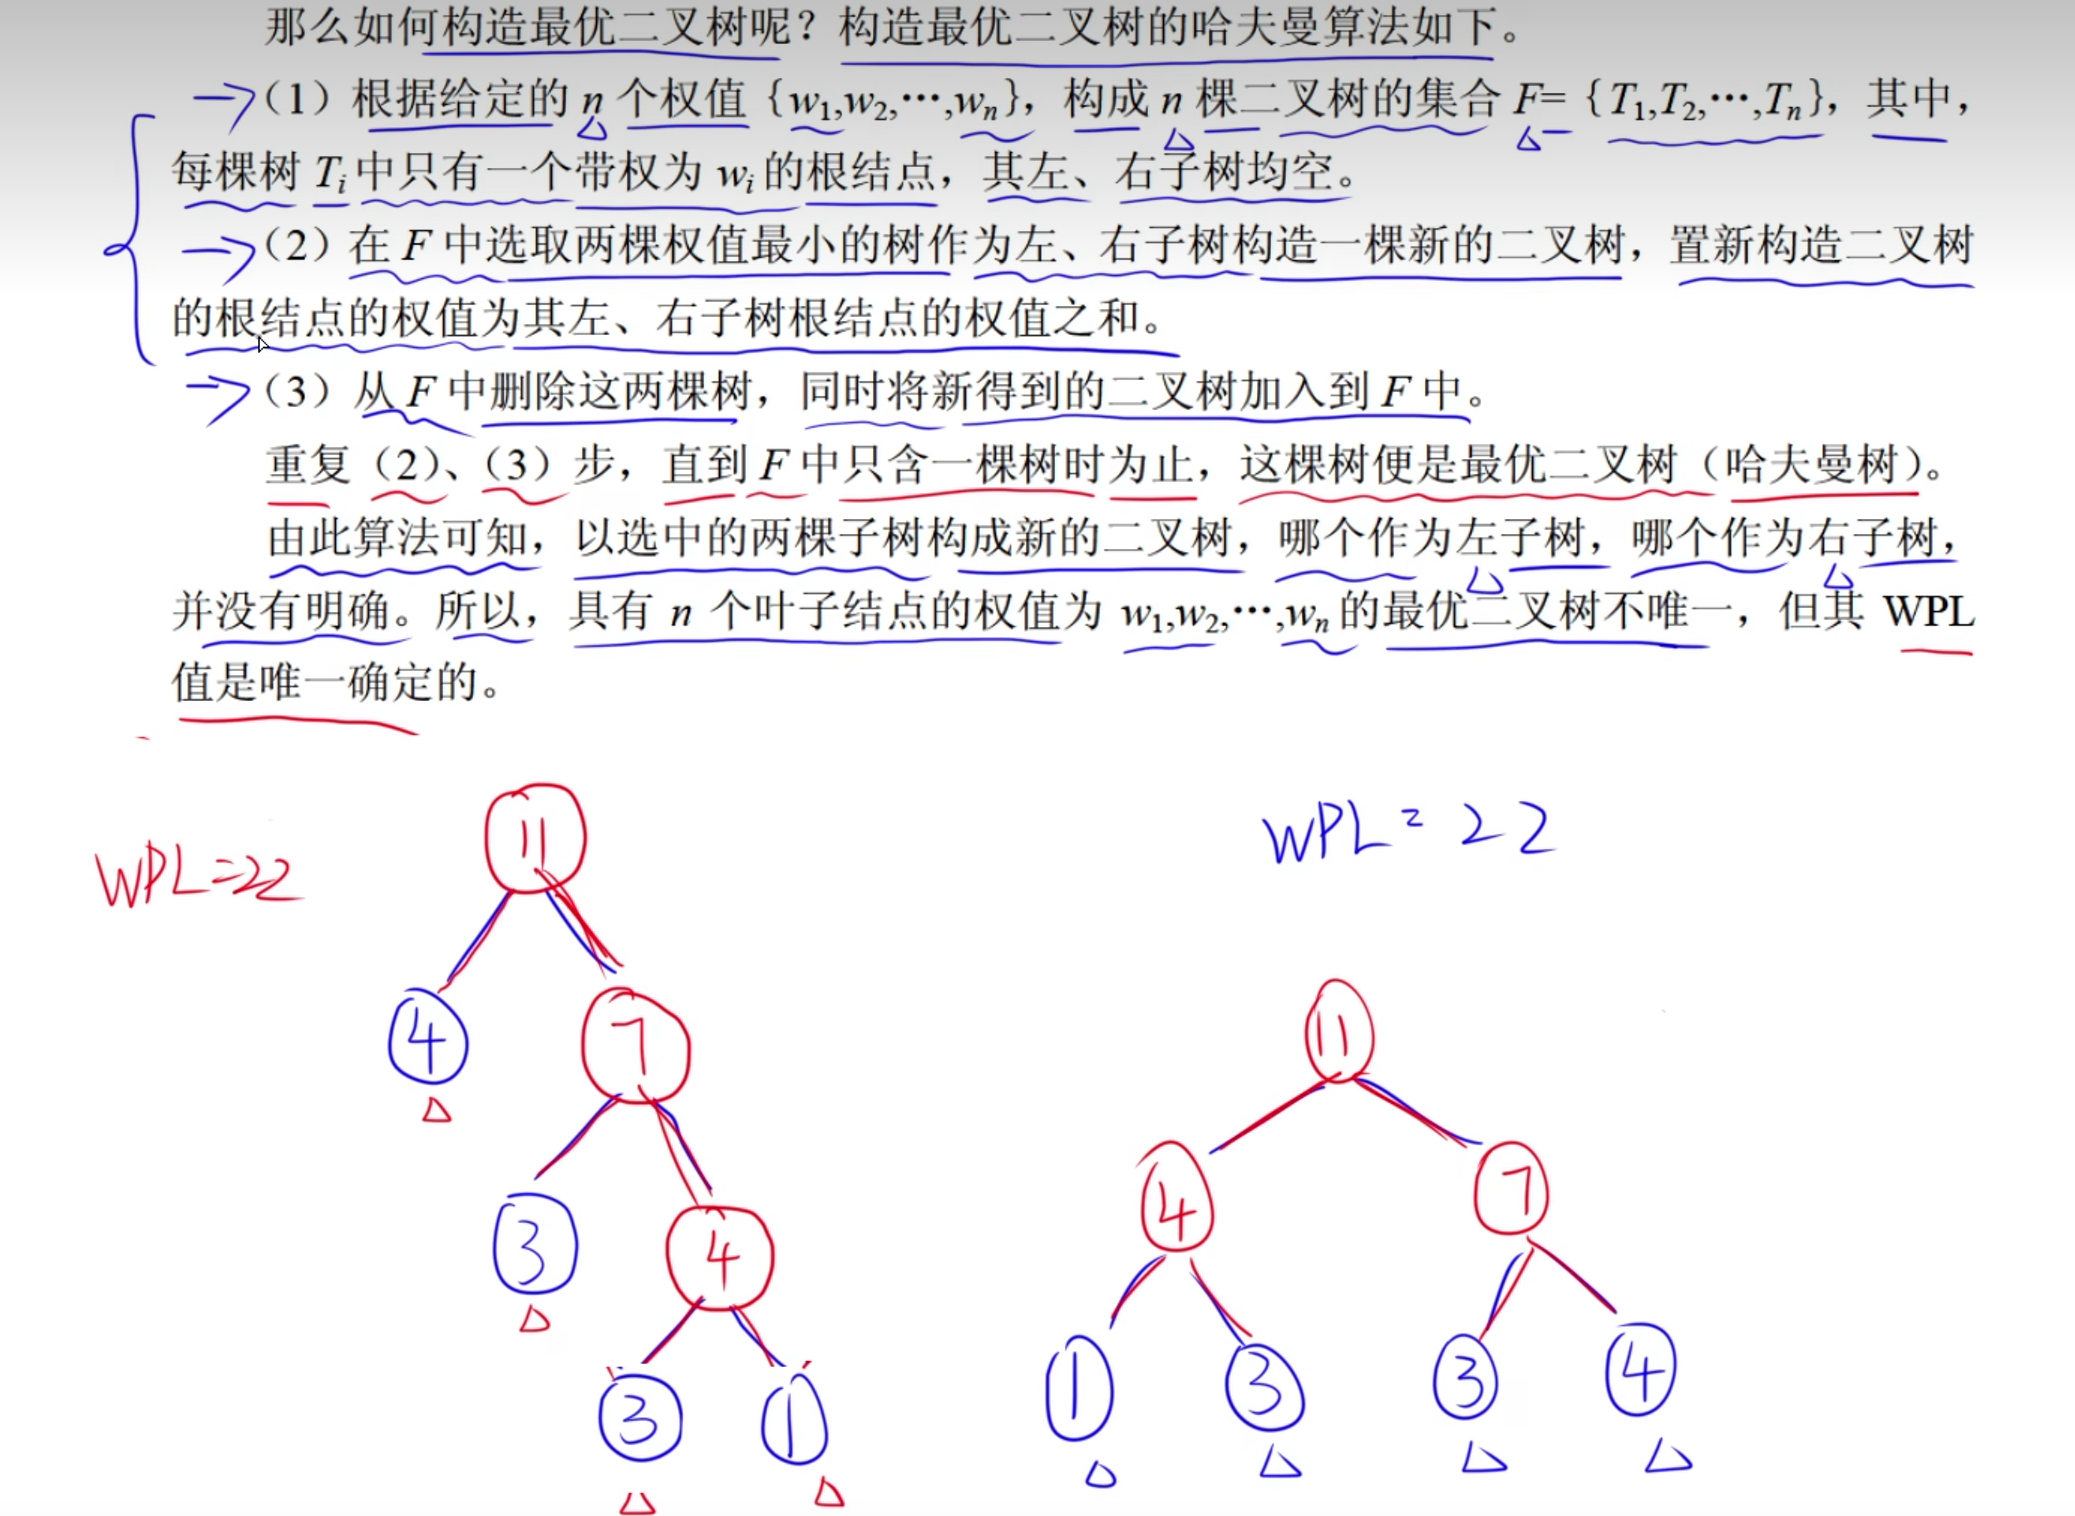 那么如何构造最优二叉树呢？构造最优二叉树的哈夫曼算法如下。
（1）根据给定的 n 个权值｛w1,w2,…,wn｝，构成 n 棵二叉树的集合 F=｛T1,T2,…,Tn｝，其中，
每棵树 Ti 中只有一个带权为 wi 的根结点，其左、右子树均空。
（2）在 F 中选取两棵权值最小的树作为左、右子树构造一棵新的二叉树，置新构造二叉树
的根结点的权值为其左、右子树根结点的权值之和。
（3）从 F 中删除这两棵树，同时将新得到的二叉树加入到 F 中。
重复（2）、（3）步，直到 F 中只含一棵树时为止，这棵树便是最优二叉树（哈夫曼树）。
由此算法可知，以选中的两棵子树构成新的二叉树，哪个作为左子树，哪个作为右子树，
并没有明确。所以，具有 n 个叶子结点的权值为 w1,w2,…,wn 的最优二叉树不唯一，但其 WPL
值是唯一确定的。
WPL=22
11
4 7
3 4
3 1
WPL=22
11
4 7
1 3 3 4